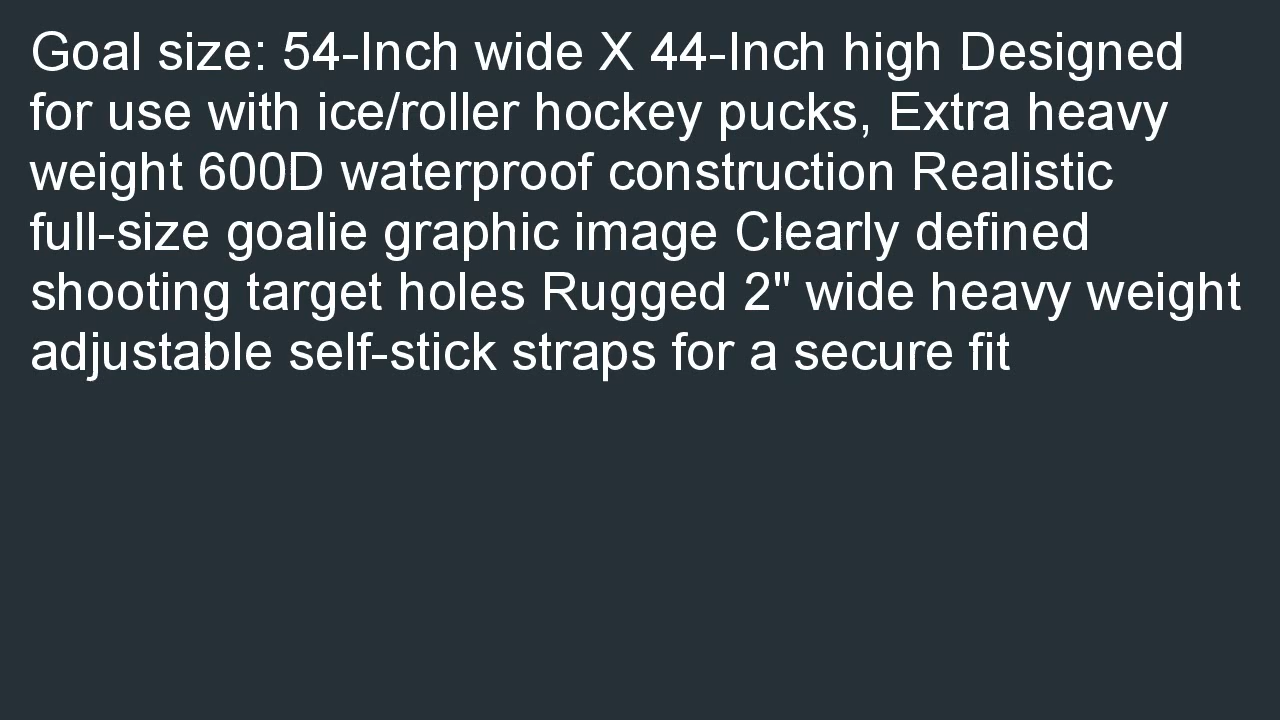 Goal size: 54-Inch wide X 44-Inch high Designed
for use with ice/roller hockey pucks, Extra heavy
weight 600D waterproof construction Realistic
full-size goalie graphic image Clearly defined
shooting target holes Rugged 2" wide heavy weight
adjustable self-stick straps for a secure fit